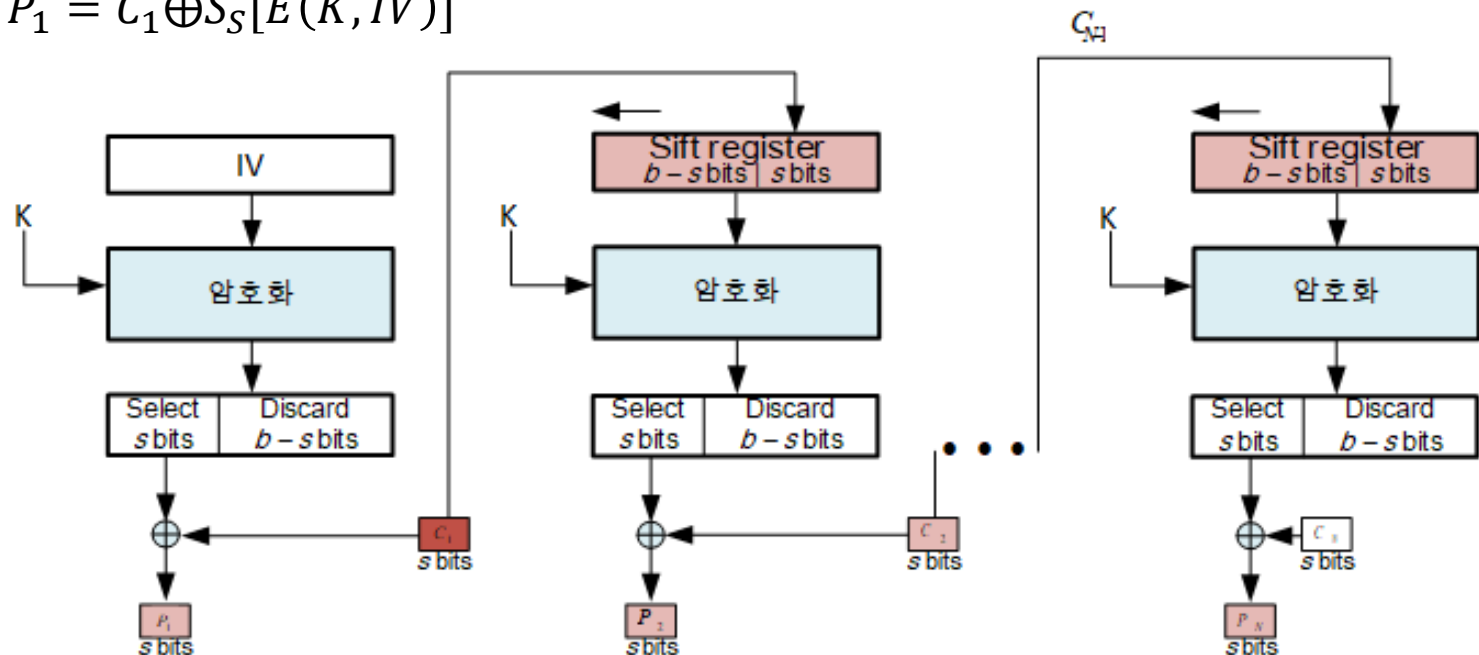 P₁ = C₁⊕S_S[E(K, IV)]
C_N-1
IV
Sift register
b – s bits | s bits
Sift register
b – s bits | s bits
K
K
K
암호화
암호화
암호화
Select
s bits
Discard
b – s bits
Select
s bits
Discard
b – s bits
Select
s bits
Discard
b – s bits
• • •
C₁
s bits
C₂
s bits
s bits
P₁
s bits
P₂
s bits
P_N
s bits